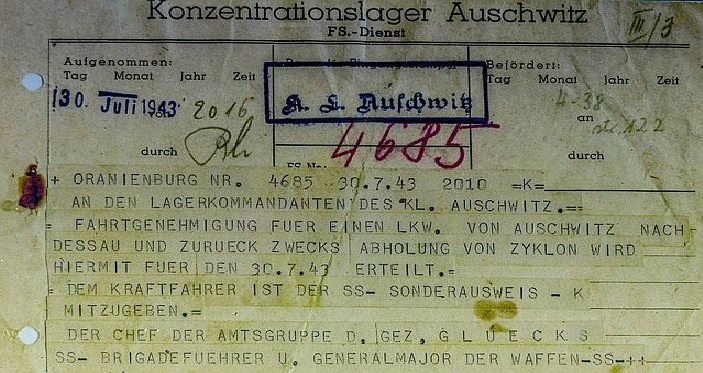 Konzentrationslager Auschwitz
III/3
FS.-Dienst
Aufgenommen: Befördert:
Tag Monat Jahr Zeit Tag Monat Jahr Zeit
30. Juli 1943 2016 K. L. Auschwitz
an
durch 4685 durch
FS.Nr.
+ ORANIENBURG NR. 4685 30.7.43 2010 =K=
AN DEN LAGERKOMMANDANTEN DES KL. AUSCHWITZ.==
= FAHRTGENEHMIGUNG FUER EINEN LKW. VON AUSCHWITZ NACH-
DESSAU UND ZURUECK ZWECKS ABHOLUNG VON ZYKLON WIRD
HIERMIT FUER DEN 30.7.43 ERTEILT.=
= DEM KRAFTFAHRER IST DER SS- SONDERAUSWEIS - K
MITZUGEBEN.=
DER CHEF DER AMTSGRUPPE D, GEZ, GLUECKS
SS- BRIGADEFUEHRER U. GENERALMAJOR DER WAFFEN-SS-++